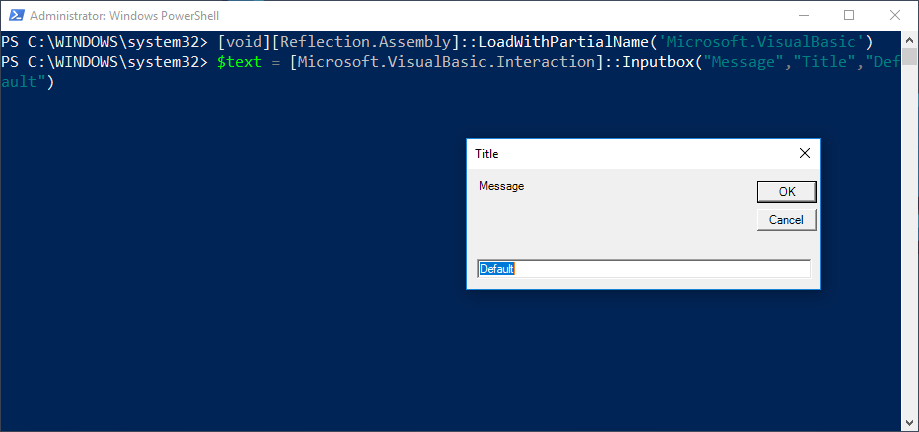 Administrator: Windows PowerShell
PS C:\WINDOWS\system32> [void][Reflection.Assembly]::LoadWithPartialName('Microsoft.VisualBasic')
PS C:\WINDOWS\system32> $text = [Microsoft.VisualBasic.Interaction]::Inputbox("Message","Title","Def
ault")
Title
Message
OK
Cancel
Default